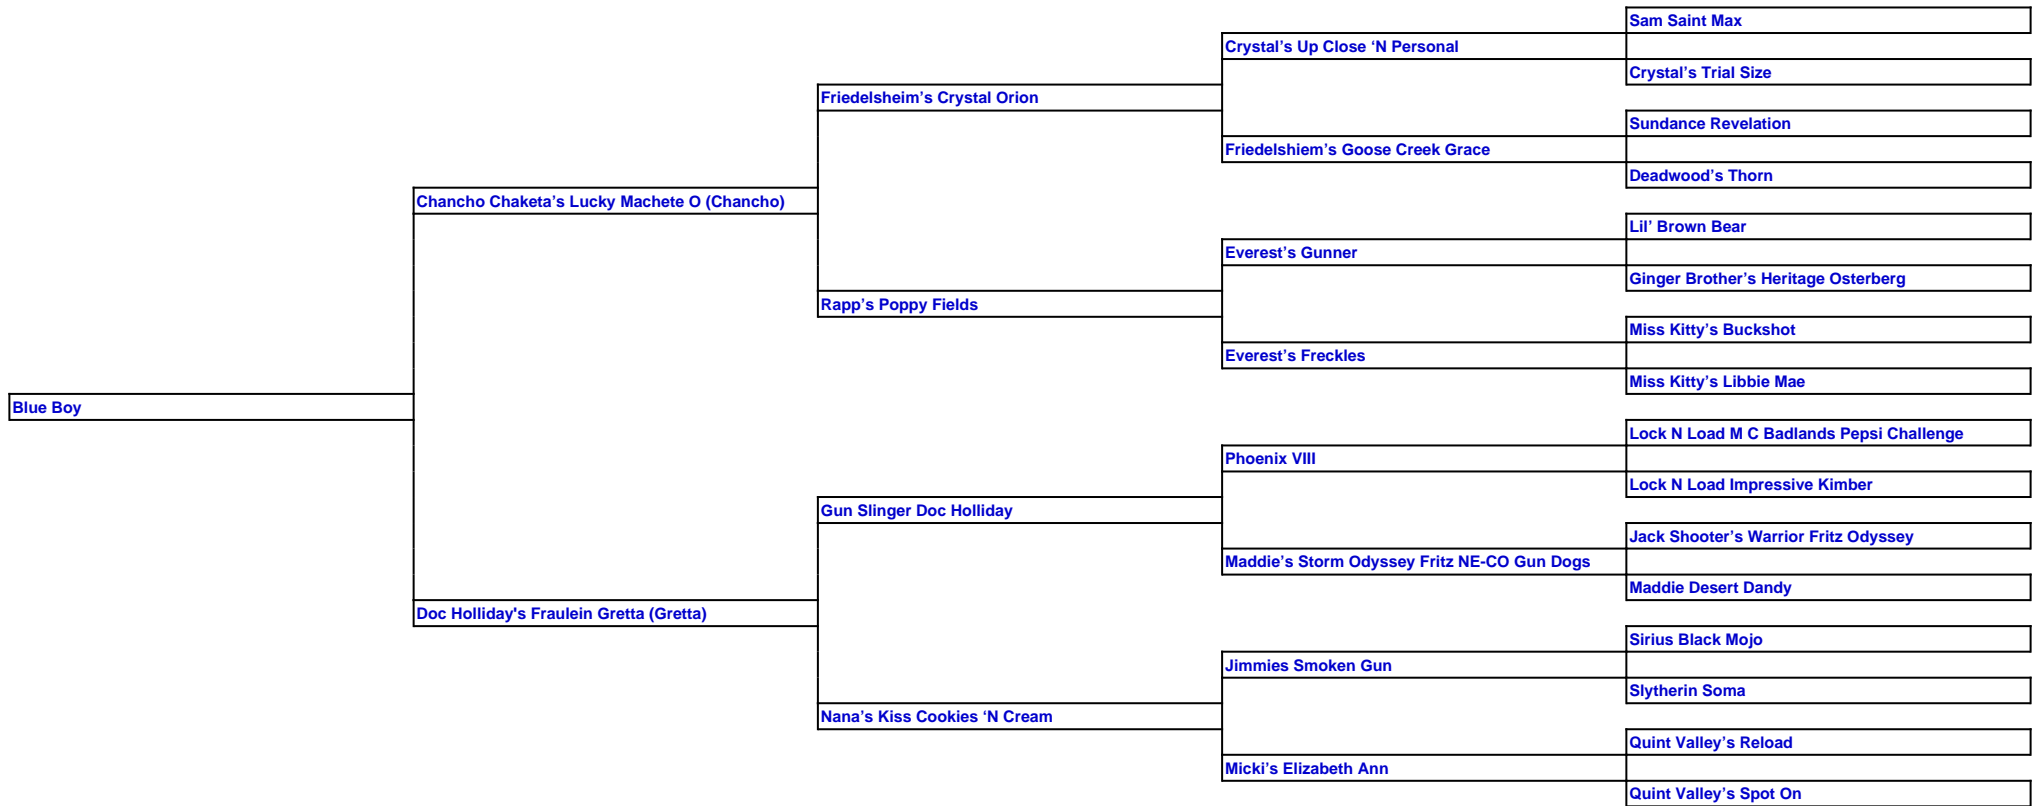 Sam Saint Max
Crystal’s Up Close ‘N Personal
Crystal’s Trial Size
Friedelsheim’s Crystal Orion
Sundance Revelation
Friedelshiem’s Goose Creek Grace
Deadwood’s Thorn
Chancho Chaketa’s Lucky Machete O (Chancho)
Lil’ Brown Bear
Everest’s Gunner
Ginger Brother’s Heritage Osterberg
Rapp’s Poppy Fields
Miss Kitty’s Buckshot
Everest’s Freckles
Miss Kitty’s Libbie Mae
Blue Boy
Lock N Load M C Badlands Pepsi Challenge
Phoenix VIII
Lock N Load Impressive Kimber
Gun Slinger Doc Holliday
Jack Shooter’s Warrior Fritz Odyssey
Maddie’s Storm Odyssey Fritz NE-CO Gun Dogs
Maddie Desert Dandy
Doc Holliday's Fraulein Gretta (Gretta)
Sirius Black Mojo
Jimmies Smoken Gun
Slytherin Soma
Nana’s Kiss Cookies ‘N Cream
Quint Valley’s Reload
Micki’s Elizabeth Ann
Quint Valley’s Spot On